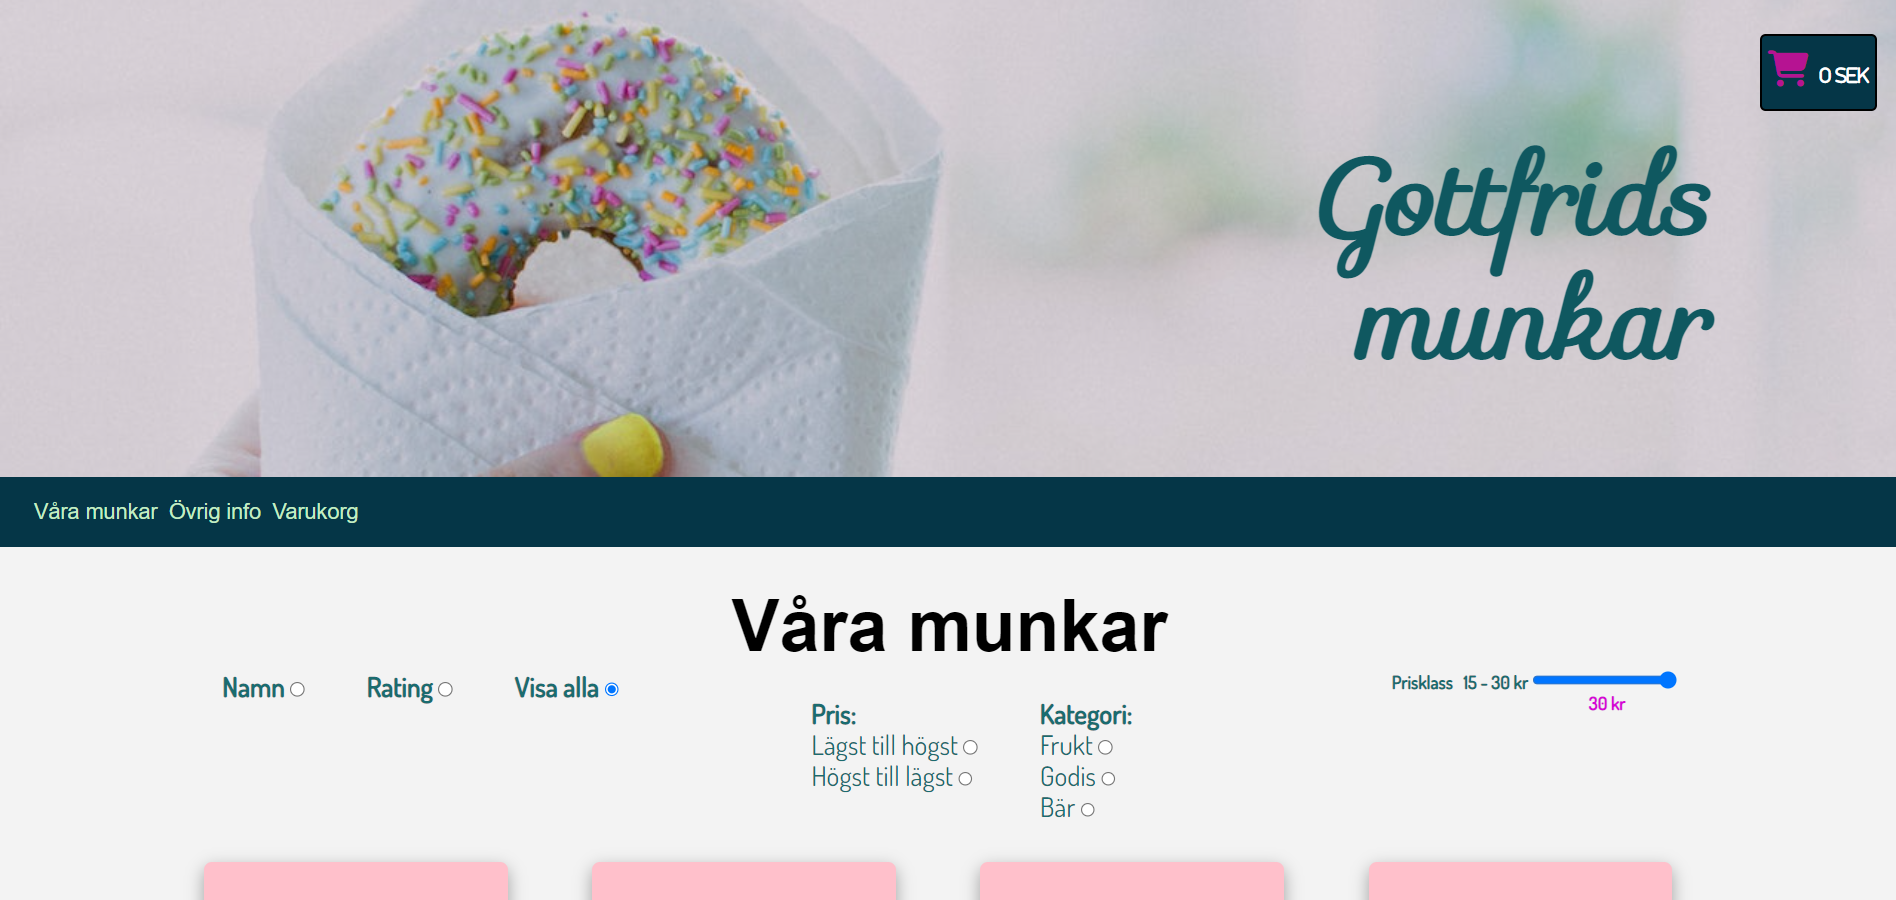 0 SEK
Gottfrids
munkar
Våra munkar Övrig info Varukorg
Våra munkar
Namn Rating Visa alla
Prisklass 15 - 30 kr
30 kr
Pris: Kategori:
Lägst till högst Frukt
Högst till lägst Godis
Bär